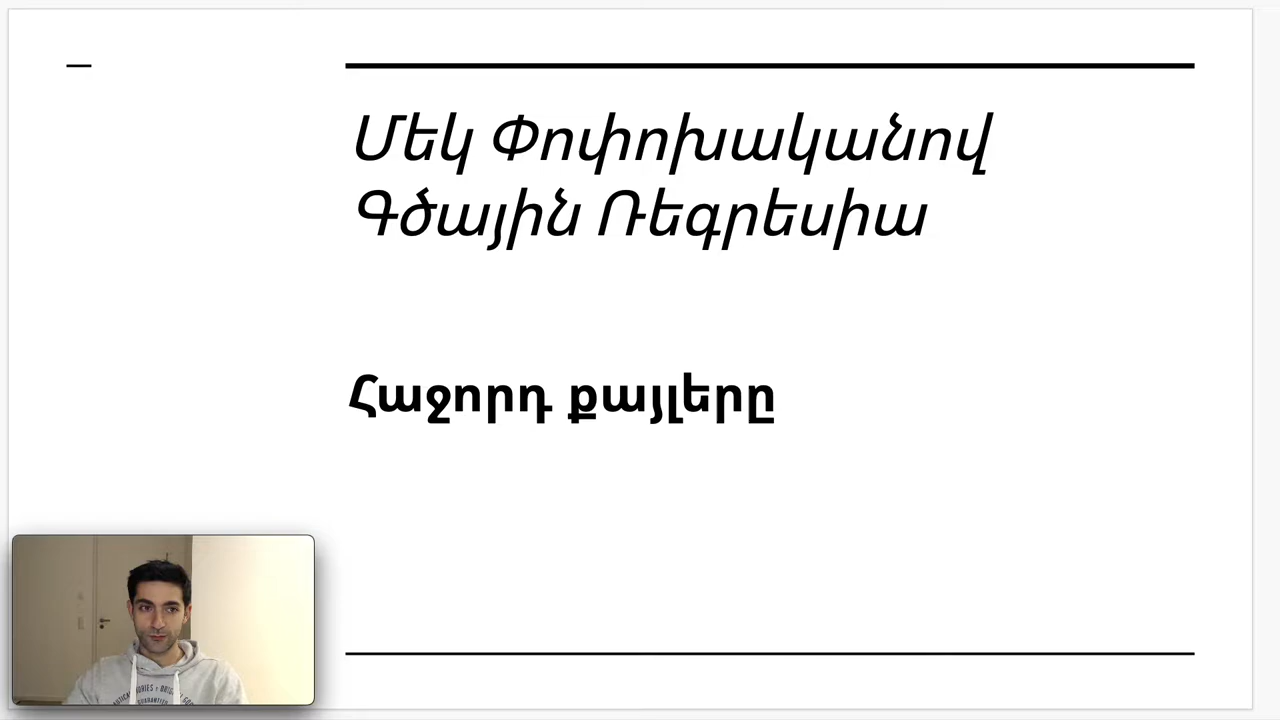 Մեկ Փոփոխականով
Գծային Ռեգրեսիա
Հաջորդ քայլերը